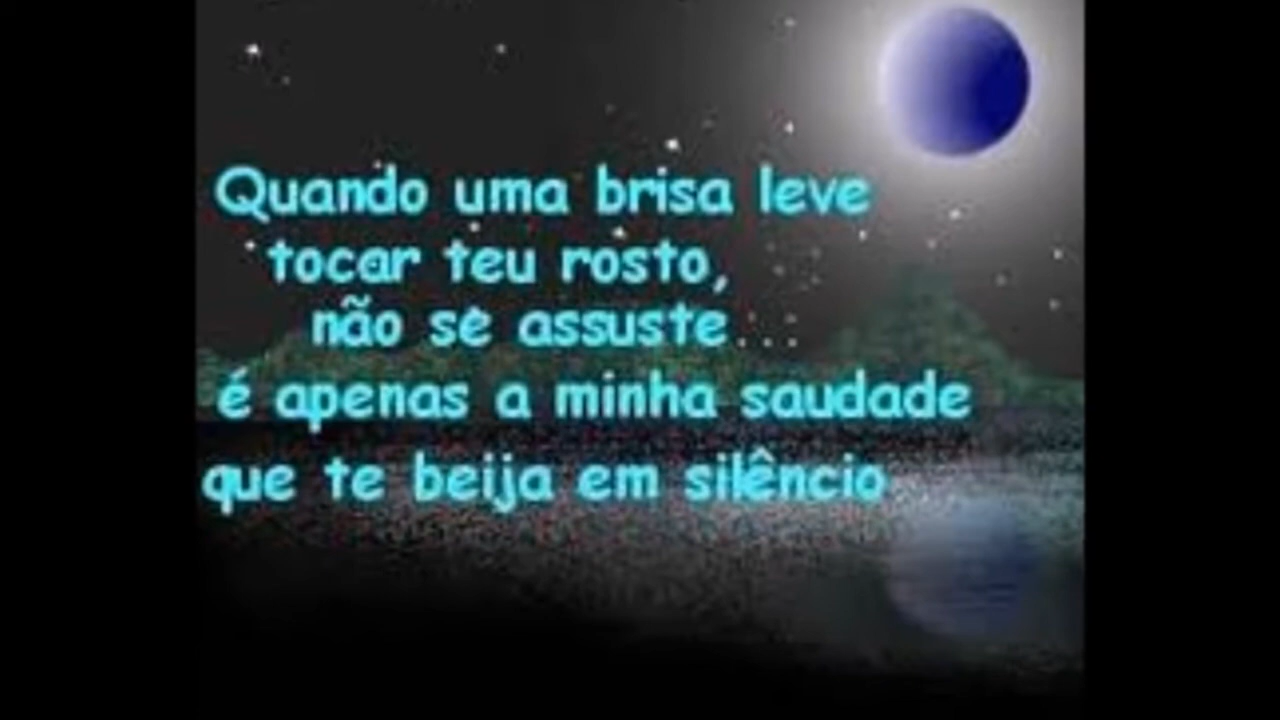 Quando uma brisa leve
tocar teu rosto,
não se assuste...
é apenas a minha saudade
que te beija em silêncio